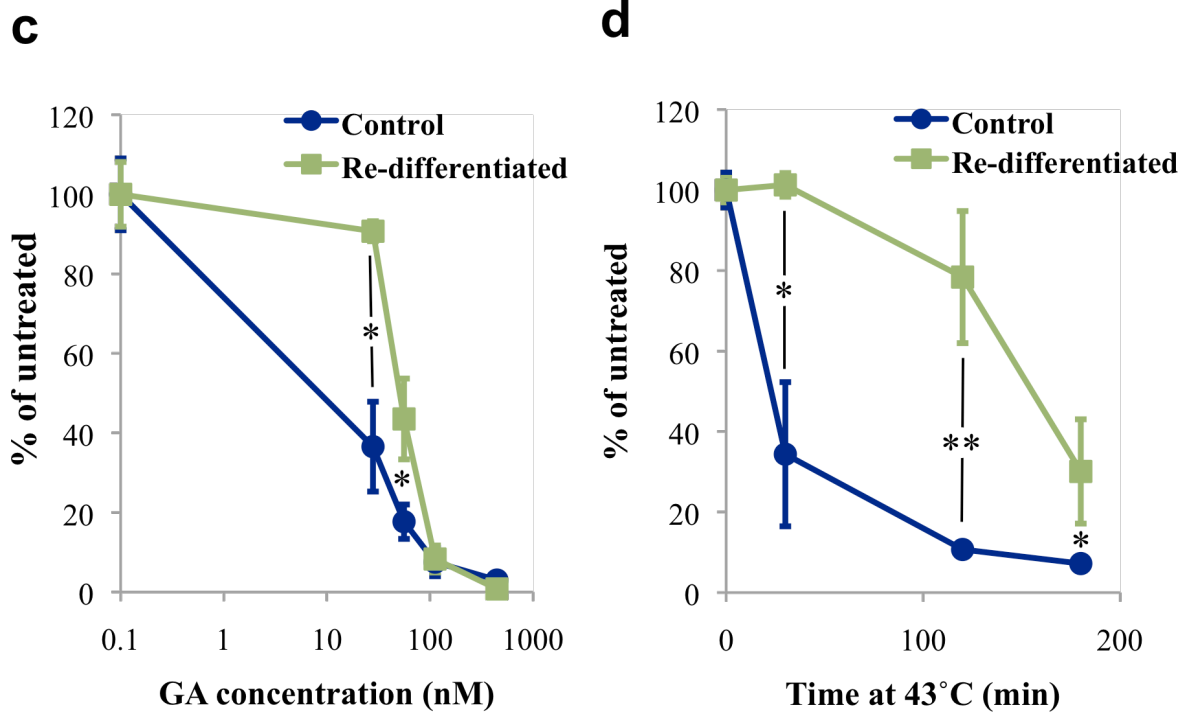 c
120
100
80
60
40
20
0
% of untreated
Control
Re-differentiated
*
*
0.1 1 10 100 1000
GA concentration (nM)
d
120
100
80
60
40
20
0
% of untreated
Control
Re-differentiated
*
**
*
0 100 200
Time at 43˚C (min)